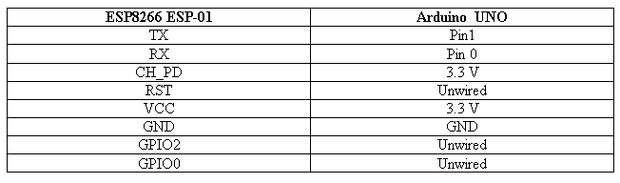 ESP8266 ESP-01 Arduino UNO
TX Pin1
RX Pin 0
CH_PD 3.3 V
RST Unwired
VCC 3.3 V
GND GND
GPIO2 Unwired
GPIO0 Unwired